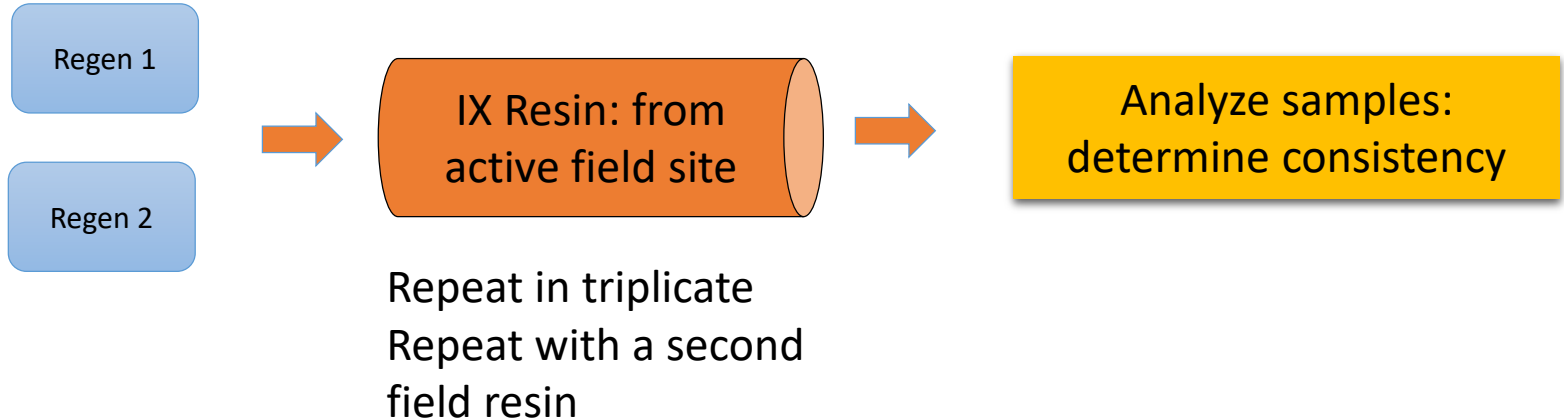 Regen 1
Regen 2
IX Resin: from
active field site
Repeat in triplicate
Repeat with a second
field resin
Analyze samples:
determine consistency